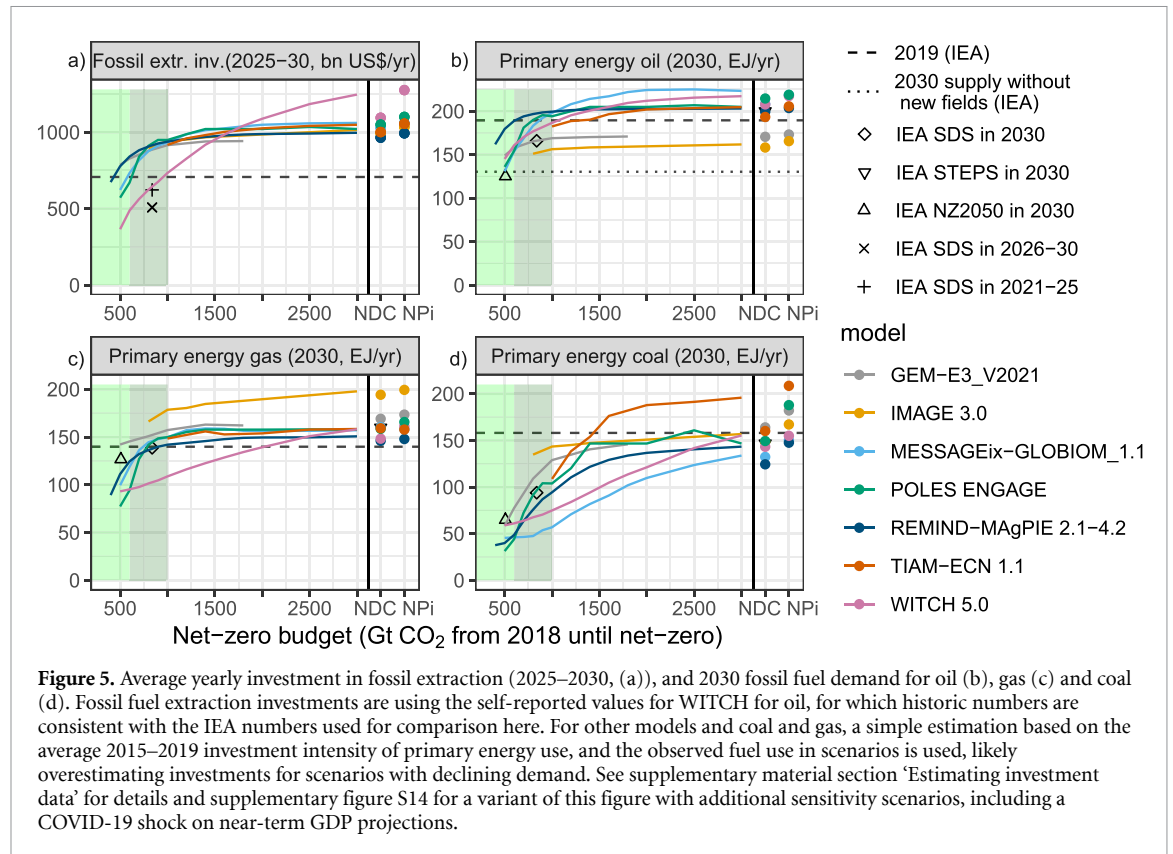 a) Fossil extr. inv.(2025−30, bn US$/yr)
1000
500
0
500 1500 2500 NDC NPi
b) Primary energy oil (2030, EJ/yr)
200
150
100
50
0
500 1500 2500 NDC NPi
c) Primary energy gas (2030, EJ/yr)
200
150
100
50
0
500 1500 2500 NDC NPi
d) Primary energy coal (2030, EJ/yr)
200
150
100
50
0
500 1500 2500 NDC NPi
Net−zero budget (Gt CO2 from 2018 until net−zero)
2019 (IEA)
2030 supply without
new fields (IEA)
IEA SDS in 2030
IEA STEPS in 2030
IEA NZ2050 in 2030
IEA SDS in 2026−30
IEA SDS in 2021−25
model
GEM−E3_V2021
IMAGE 3.0
MESSAGEix−GLOBIOM_1.1
POLES ENGAGE
REMIND−MAgPIE 2.1−4.2
TIAM−ECN 1.1
WITCH 5.0
Figure 5. Average yearly investment in fossil extraction (2025–2030, (a)), and 2030 fossil fuel demand for oil (b), gas (c) and coal
(d). Fossil fuel extraction investments are using the self-reported values for WITCH for oil, for which historic numbers are
consistent with the IEA numbers used for comparison here. For other models and coal and gas, a simple estimation based on the
average 2015–2019 investment intensity of primary energy use, and the observed fuel use in scenarios is used, likely
overestimating investments for scenarios with declining demand. See supplementary material section ‘Estimating investment
data’ for details and supplementary figure S14 for a variant of this figure with additional sensitivity scenarios, including a
COVID-19 shock on near-term GDP projections.